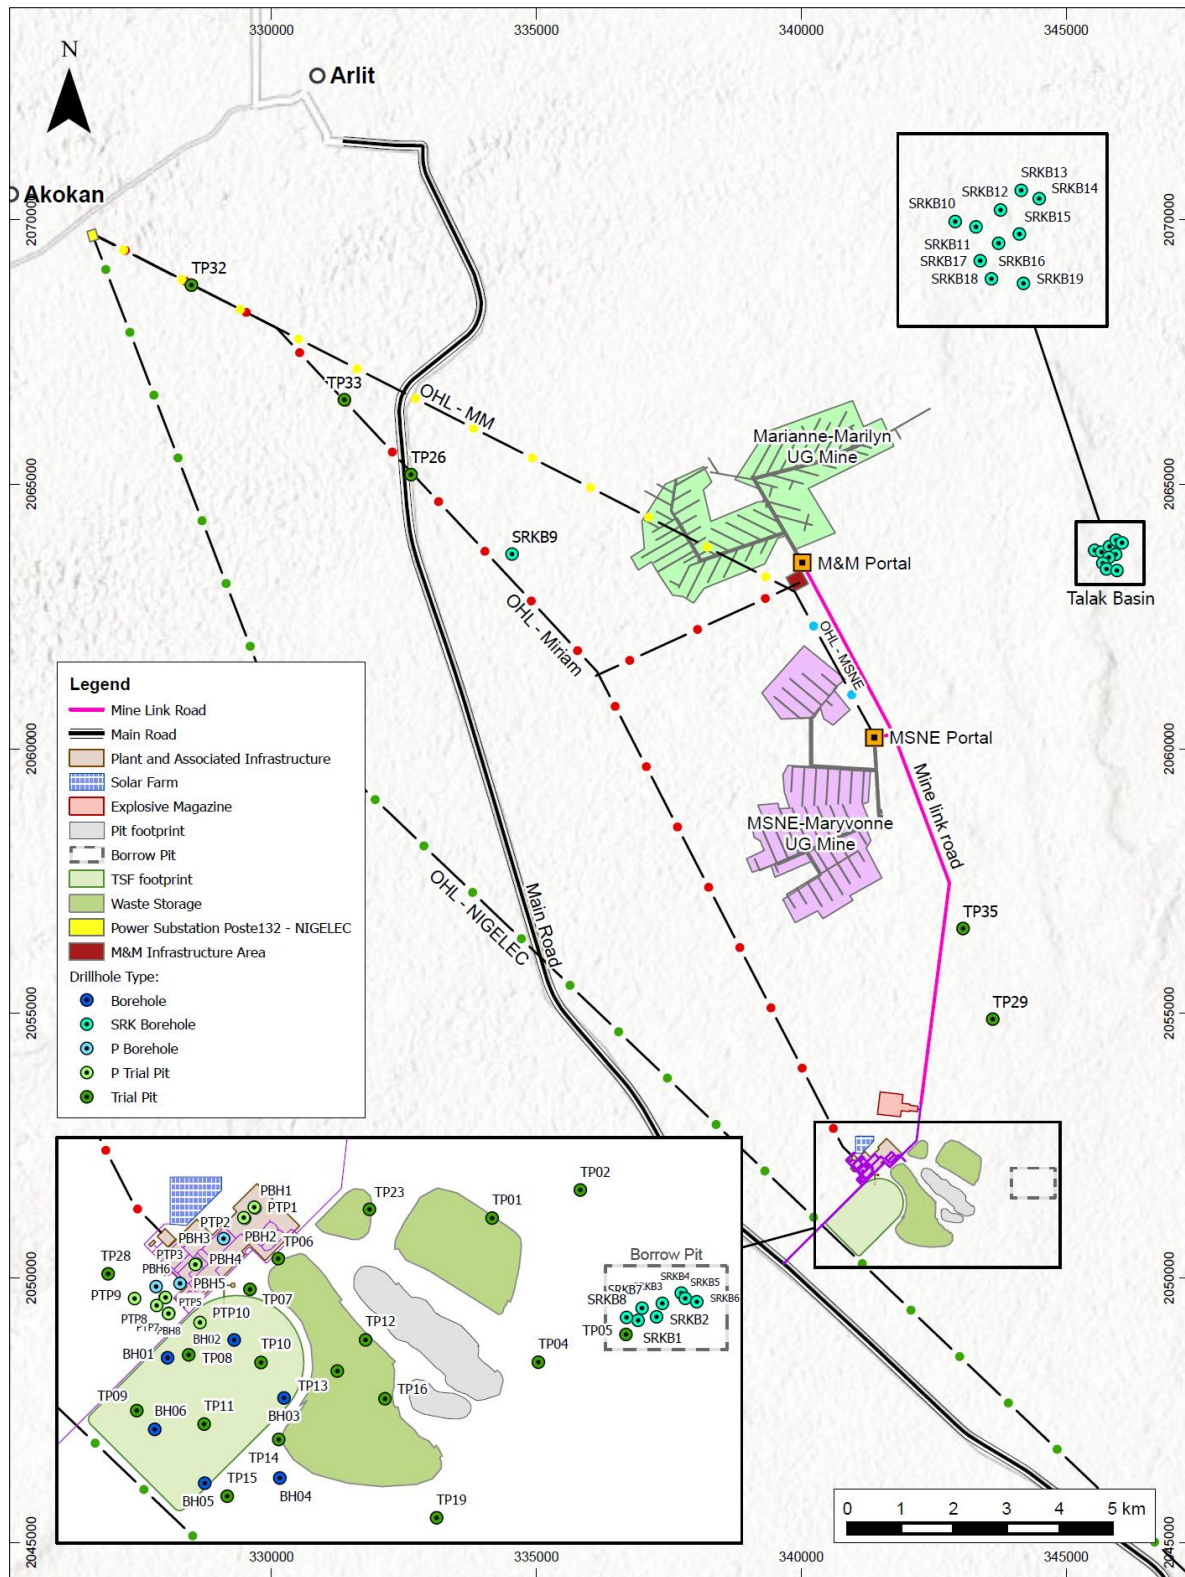 330000
335000
340000
345000
N
Arlit
Akokan
2070000
2070000
TP32
TP33
OHL - MM
TP26
SRKB9
OHL - Miriam
SRKB13
SRKB12
SRKB14
SRKB10
SRKB15
SRKB11
SRKB17
SRKB16
SRKB18
SRKB19
Marianne-Marilyn
UG Mine
2065000
2065000
M&M Portal
Talak Basin
OHL - MSNE
MSNE Portal
2060000
2060000
MSNE-Maryvonne
UG Mine
Mine link road
OHL - NIGELEC
Main Road
TP35
TP29
2055000
2055000
Legend
Mine Link Road
Main Road
Plant and Associated Infrastructure
Solar Farm
Explosive Magazine
Pit footprint
Borrow Pit
TSF footprint
Waste Storage
Power Substation Poste132 - NIGELEC
M&M Infrastructure Area
Drillhole Type:
Borehole
SRK Borehole
P Borehole
P Trial Pit
Trial Pit
2050000
2050000
TP02
PBH1
PTP1
TP23
TP01
PTP2
PBH3
PBH2
TP06
PTP3
TP28
PBH4
PBH6
PBH5
Borrow Pit
SRKB4
SRKB3
SRKB5
SRKB7
SRKB6
SRKB8
SRKB2
SRKB1
TP05
PTP9
PTP5
TP07
PTP8
PTP10
PTP7
PBH8
BH02
TP12
BH01
TP08
TP10
TP04
TP13
TP16
TP09
TP11
BH06
BH03
TP14
TP15
BH05
BH04
TP19
0 1 2 3 4 5 km
2045000
2045000
330000
335000
340000
345000